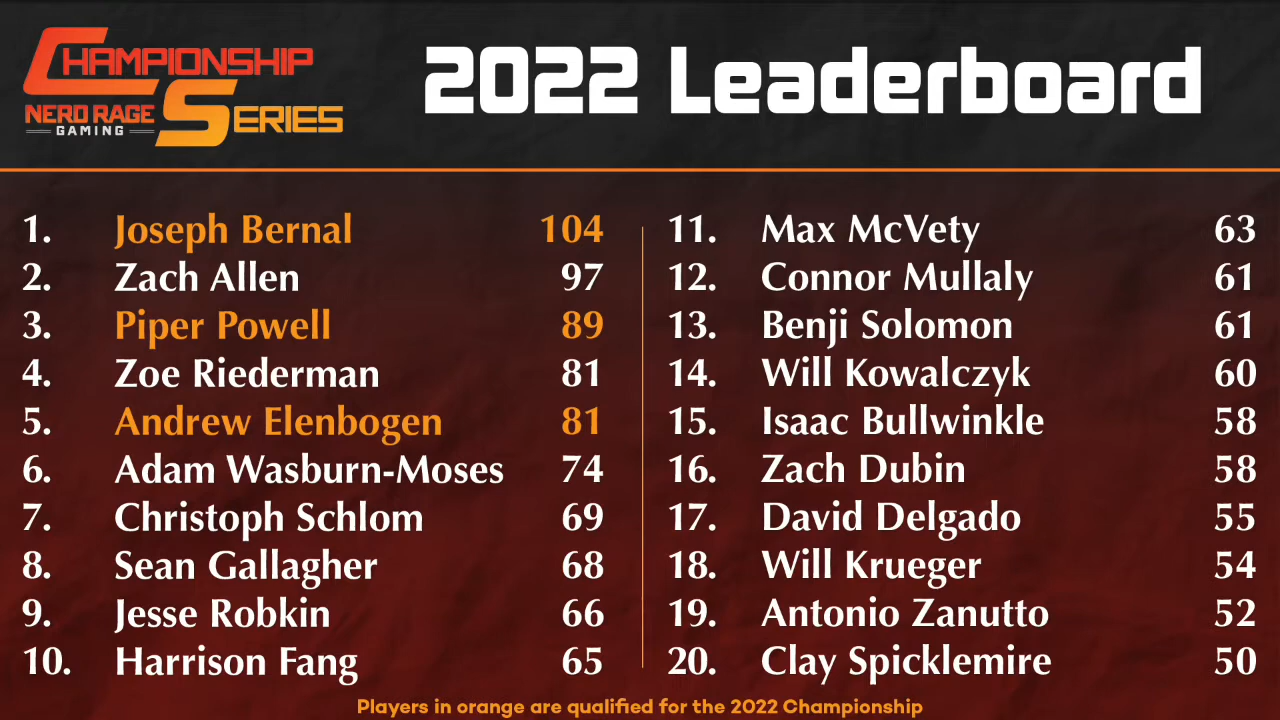 CHAMPIONSHIP
SERIES
NERD RAGE
GAMING
2022 Leaderboard
1. Joseph Bernal 104
2. Zach Allen 97
3. Piper Powell 89
4. Zoe Riederman 81
5. Andrew Elenbogen 81
6. Adam Wasburn-Moses 74
7. Christoph Schlom 69
8. Sean Gallagher 68
9. Jesse Robkin 66
10. Harrison Fang 65
11. Max McVety 63
12. Connor Mullaly 61
13. Benji Solomon 61
14. Will Kowalczyk 60
15. Isaac Bullwinkle 58
16. Zach Dubin 58
17. David Delgado 55
18. Will Krueger 54
19. Antonio Zanutto 52
20. Clay Spicklemire 50
Players in orange are qualified for the 2022 Championship